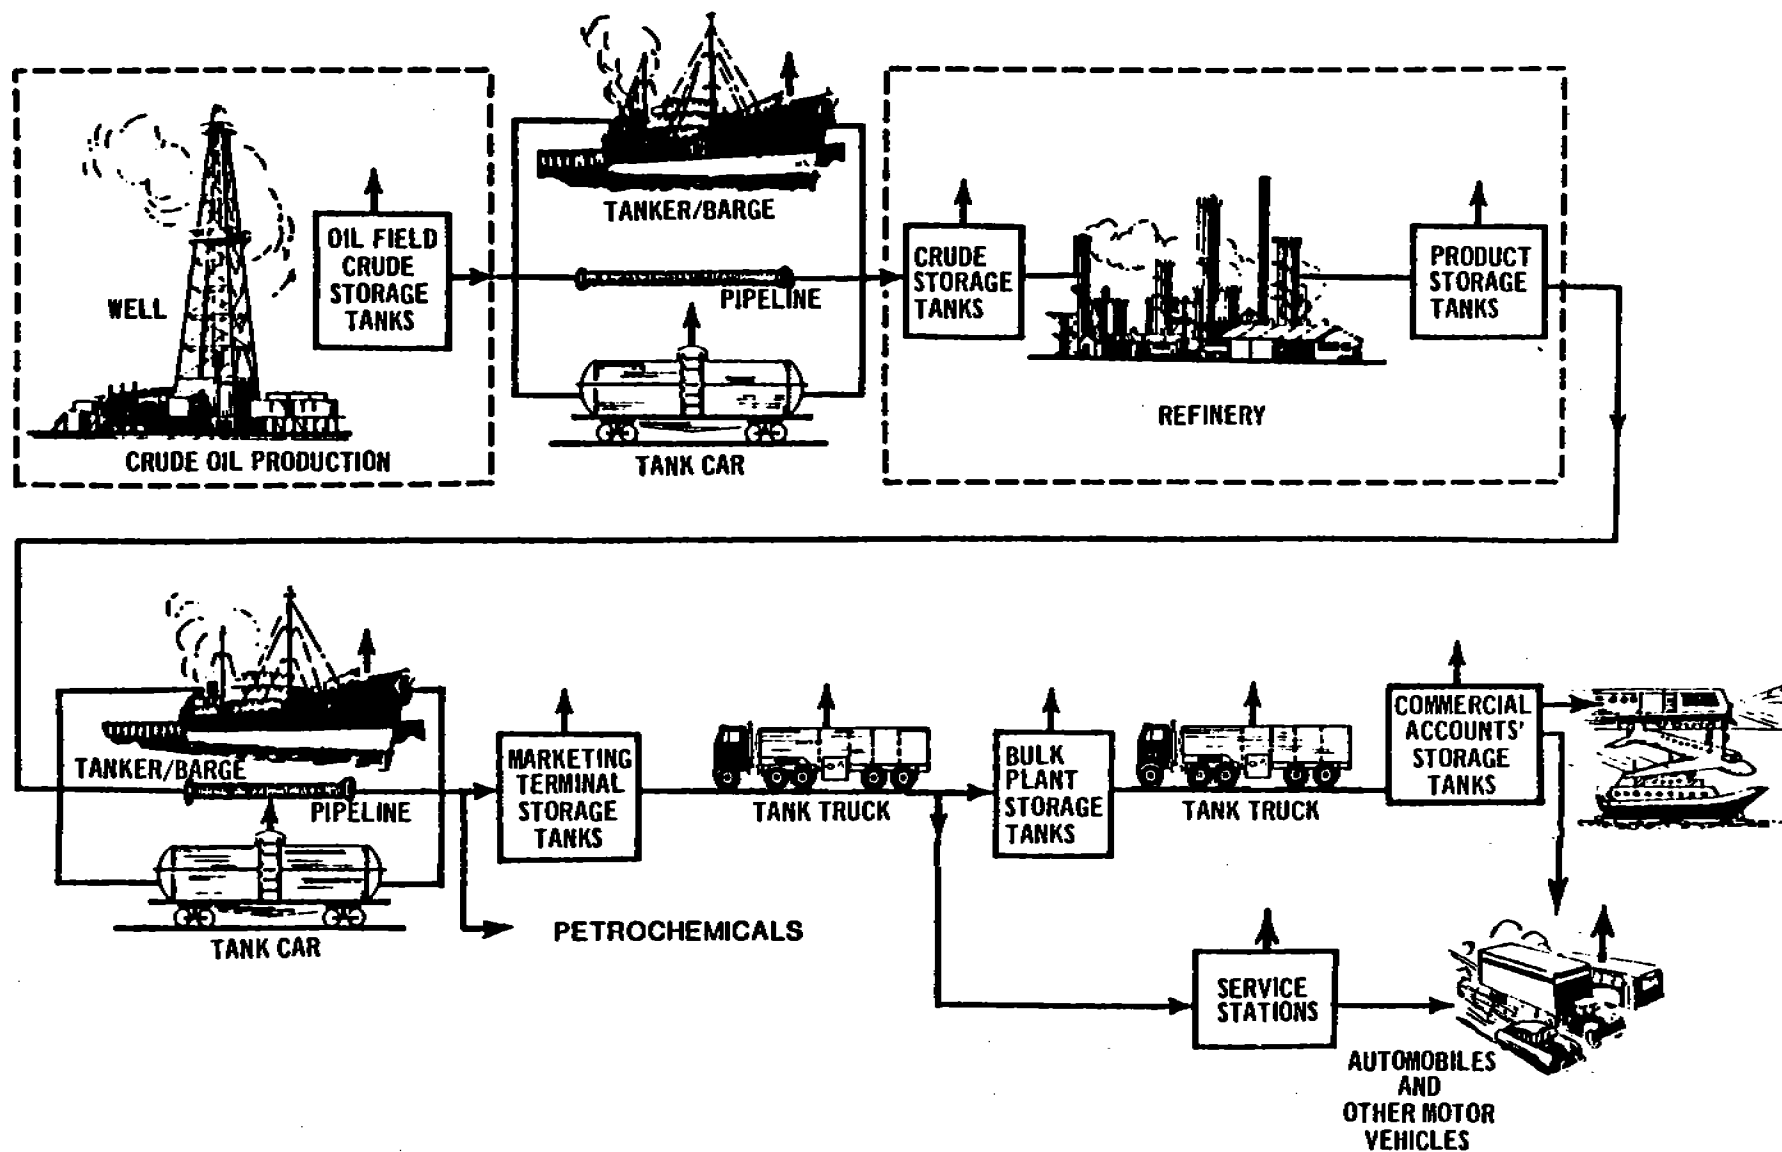 TANKER/BARGE
OIL FIELD
CRUDE
STORAGE
TANKS
WELL
CRUDE OIL PRODUCTION
PIPELINE
TANK CAR
CRUDE
STORAGE
TANKS
REFINERY
PRODUCT
STORAGE
TANKS
TANKER/BARGE
PIPELINE
TANK CAR
MARKETING
TERMINAL
STORAGE
TANKS
PETROCHEMICALS
TANK TRUCK
BULK
PLANT
STORAGE
TANKS
TANK TRUCK
COMMERCIAL
ACCOUNTS'
STORAGE
TANKS
SERVICE
STATIONS
AUTOMOBILES
AND
OTHER MOTOR
VEHICLES